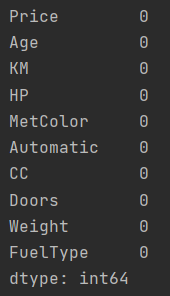 Price 0
Age 0
KM 0
HP 0
MetColor 0
Automatic 0
CC 0
Doors 0
Weight 0
FuelType 0
dtype: int64